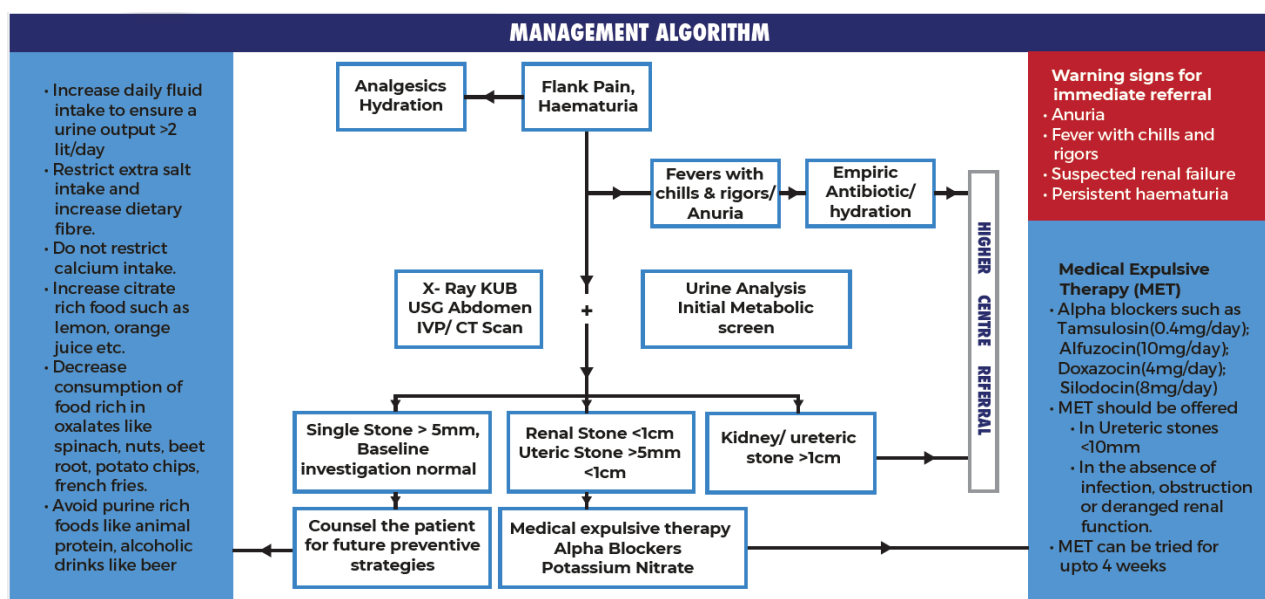 MANAGEMENT ALGORITHM
• Increase daily fluid
intake to ensure a
urine output >2
lit/day
• Restrict extra salt
intake and
increase dietary
fibre.
• Do not restrict
calcium intake.
• Increase citrate
rich food such as
lemon, orange
juice etc.
• Decrease
consumption of
food rich in
oxalates like
spinach, nuts, beet
root, potato chips,
french fries.
• Avoid purine rich
foods like animal
protein, alcoholic
drinks like beer
Analgesics
Hydration
Flank Pain,
Haematuria
Fevers with
chills & rigors/
Anuria
Empiric
Antibiotic/
hydration
HIGHER CENTRE REFERRAL
X- Ray KUB
USG Abdomen
IVP/ CT Scan
+
Urine Analysis
Initial Metabolic
screen
Single Stone > 5mm,
Baseline
investigation normal
Renal Stone <1cm
Uteric Stone >5mm
<1cm
Kidney/ ureteric
stone >1cm
Counsel the patient
for future preventive
strategies
Medical expulsive therapy
Alpha Blockers
Potassium Nitrate
Warning signs for
immediate referral
• Anuria
• Fever with chills and
rigors
• Suspected renal failure
• Persistent haematuria
Medical Expulsive
Therapy (MET)
• Alpha blockers such as
Tamsulosin(0.4mg/day);
Alfuzocin(10mg/day);
Doxazocin(4mg/day);
Silodocin(8mg/day)
• MET should be offered
• In Ureteric stones
<10mm
• In the absence of
infection, obstruction
or deranged renal
function.
• MET can be tried for
upto 4 weeks